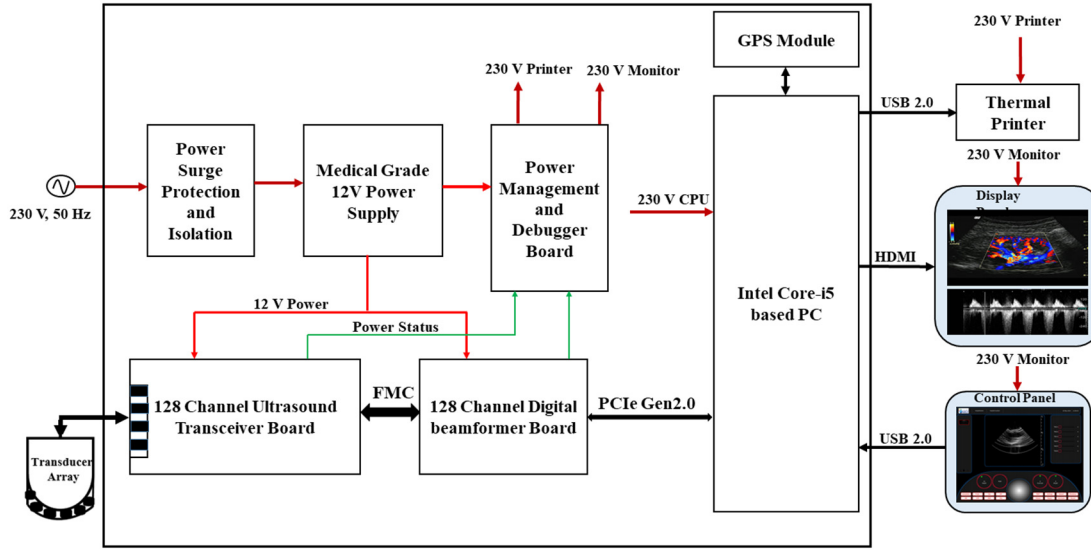 GPS Module
230 V Printer
230 V Monitor
230 V Printer
USB 2.0
Thermal
Printer
Power
Surge
Protection
and
Isolation
Medical Grade
12V Power
Supply
Power
Management
and
Debugger
Board
230 V, 50 Hz
230 V CPU
230 V Monitor
Display
HDMI
Intel Core-i5
based PC
12 V Power
Power Status
128 Channel Ultrasound
Transceiver Board
FMC
128 Channel Digital
beamformer Board
PCIe Gen2.0
230 V Monitor
Control Panel
USB 2.0
Transducer
Array